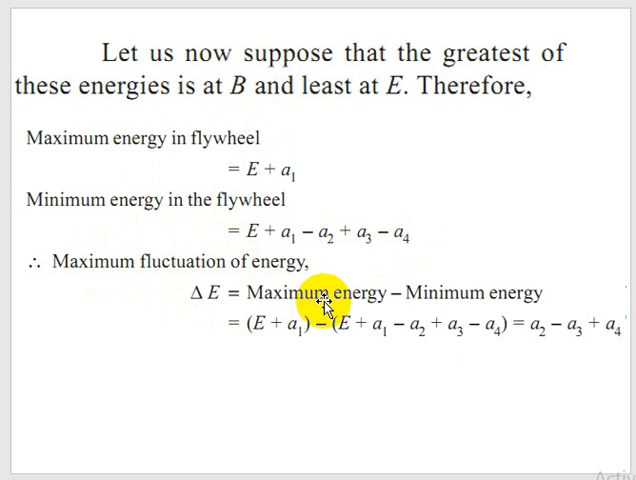 Let us now suppose that the greatest of
these energies is at B and least at E. Therefore,
Maximum energy in flywheel
= E + a₁
Minimum energy in the flywheel
= E + a₁ – a₂ + a₃ – a₄
∴ Maximum fluctuation of energy,
Δ E = Maximum energy – Minimum energy
= (E + a₁) – (E + a₁ – a₂ + a₃ – a₄) = a₂ – a₃ + a₄